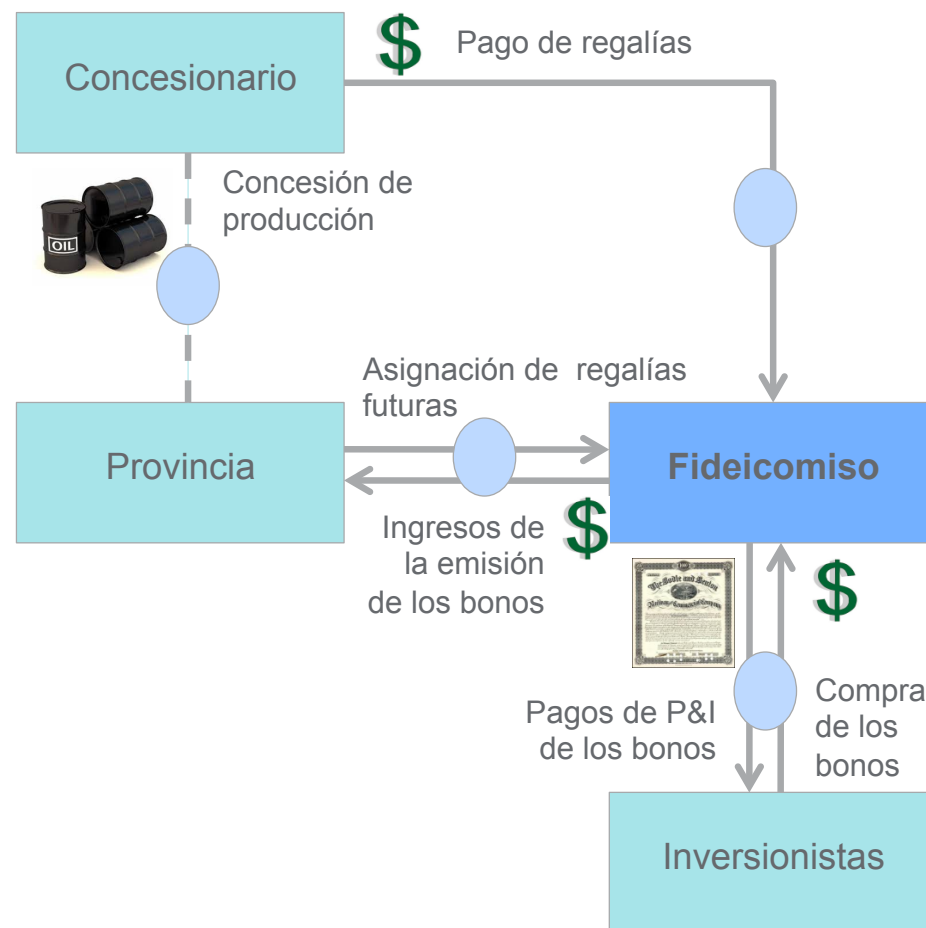 Concesionario
Pago de regalías
Concesión de
producción
OIL
Asignación de regalías
futuras
Provincia
Fideicomiso
Ingresos de
la emisión
de los bonos
Pagos de P&I
de los bonos
Compra
de los
bonos
Inversionistas
$
$
$